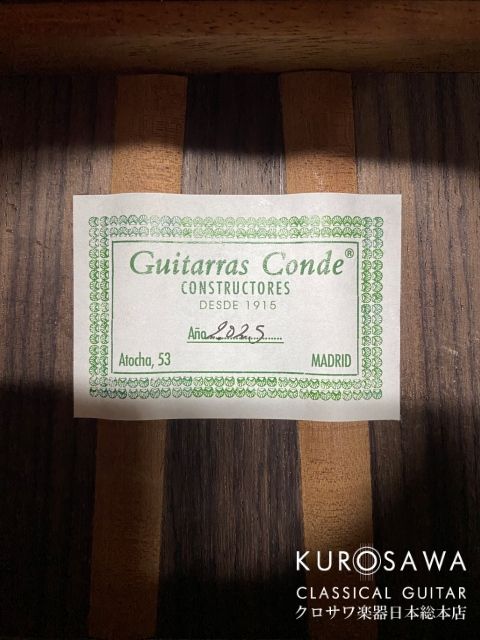 Guitarras Conde®
CONSTRUCTORES
DESDE 1915
Año 2025
Atocha, 53 MADRID
KUROSAWA
CLASSICAL GUITAR
クロサワ楽器日本総本店